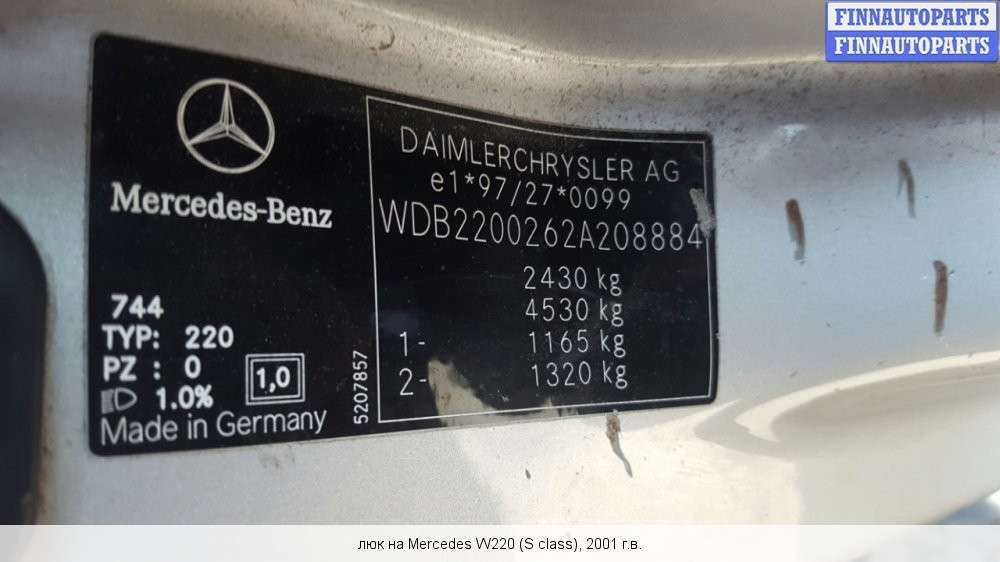 FINNAUTOPARTS
FINNAUTOPARTS
Mercedes-Benz
744
TYP: 220
PZ : 0
1.0%
1,0
Made in Germany
5207857
DAIMLERCHRYSLER AG
e1*97/27*0099
WDB2200262A208884
2430 kg
4530 kg
1- 1165 kg
2- 1320 kg
люк на Mercedes W220 (S class), 2001 г.в.